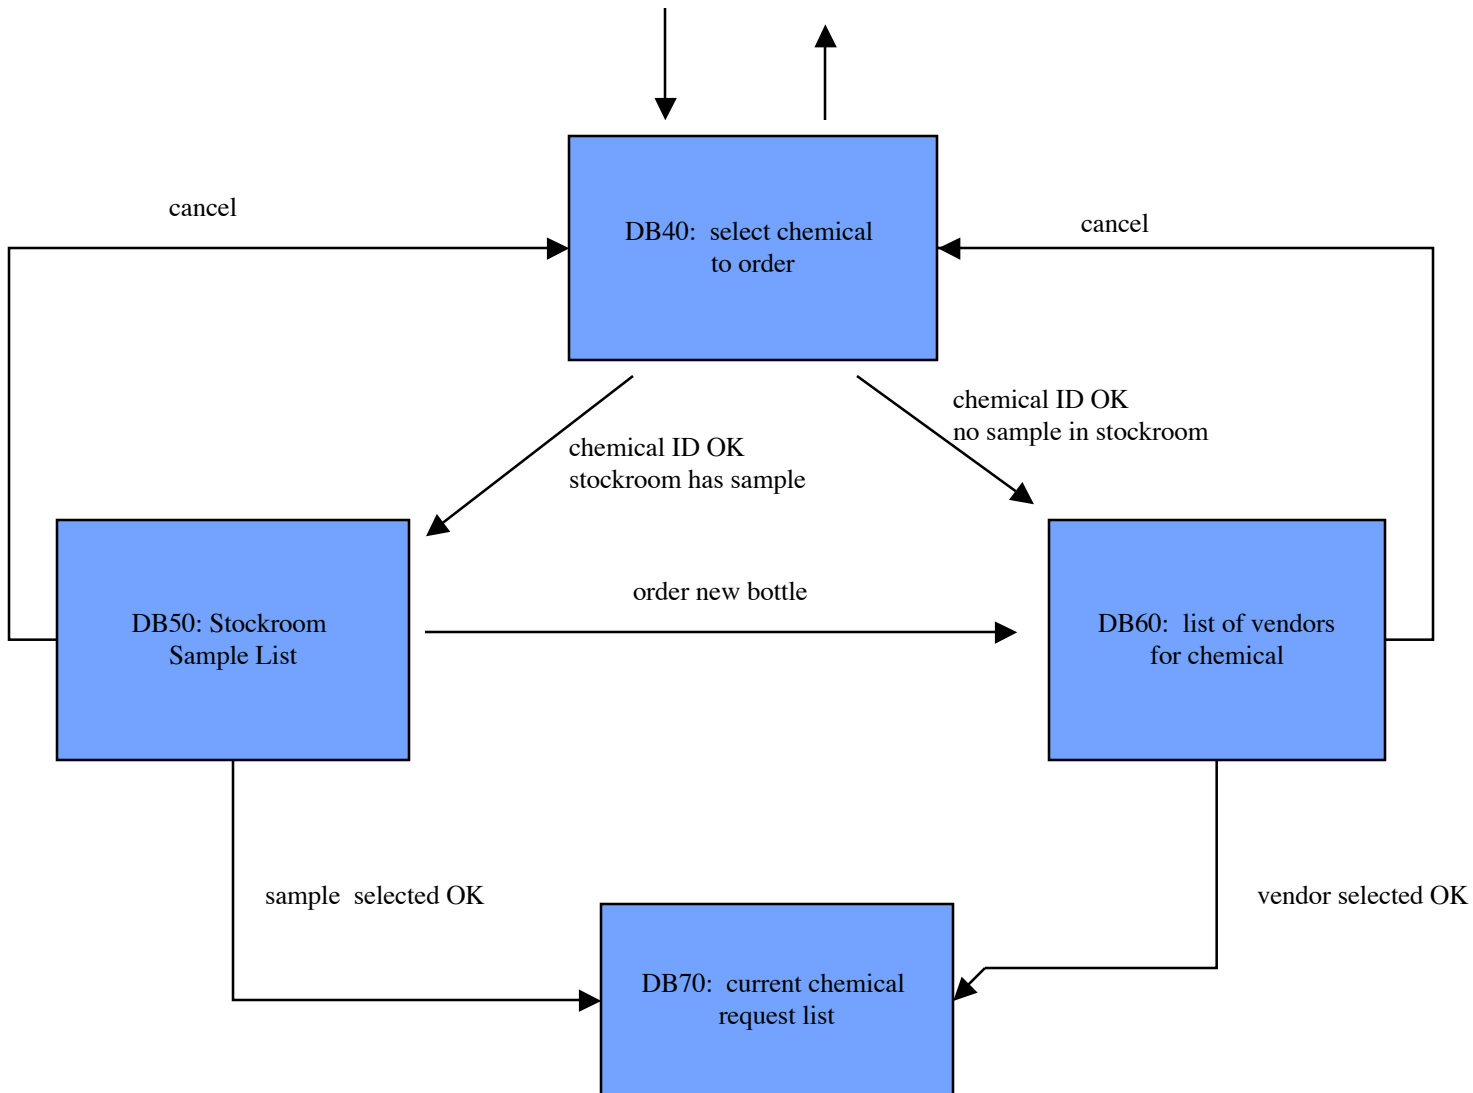 cancel
cancel
DB40:  select chemical
to order
chemical ID OK
no sample in stockroom
chemical ID OK
stockroom has sample
order new bottle
DB50: Stockroom
Sample List
DB60:  list of vendors
for chemical
sample  selected OK
vendor selected OK
DB70:  current chemical
request list